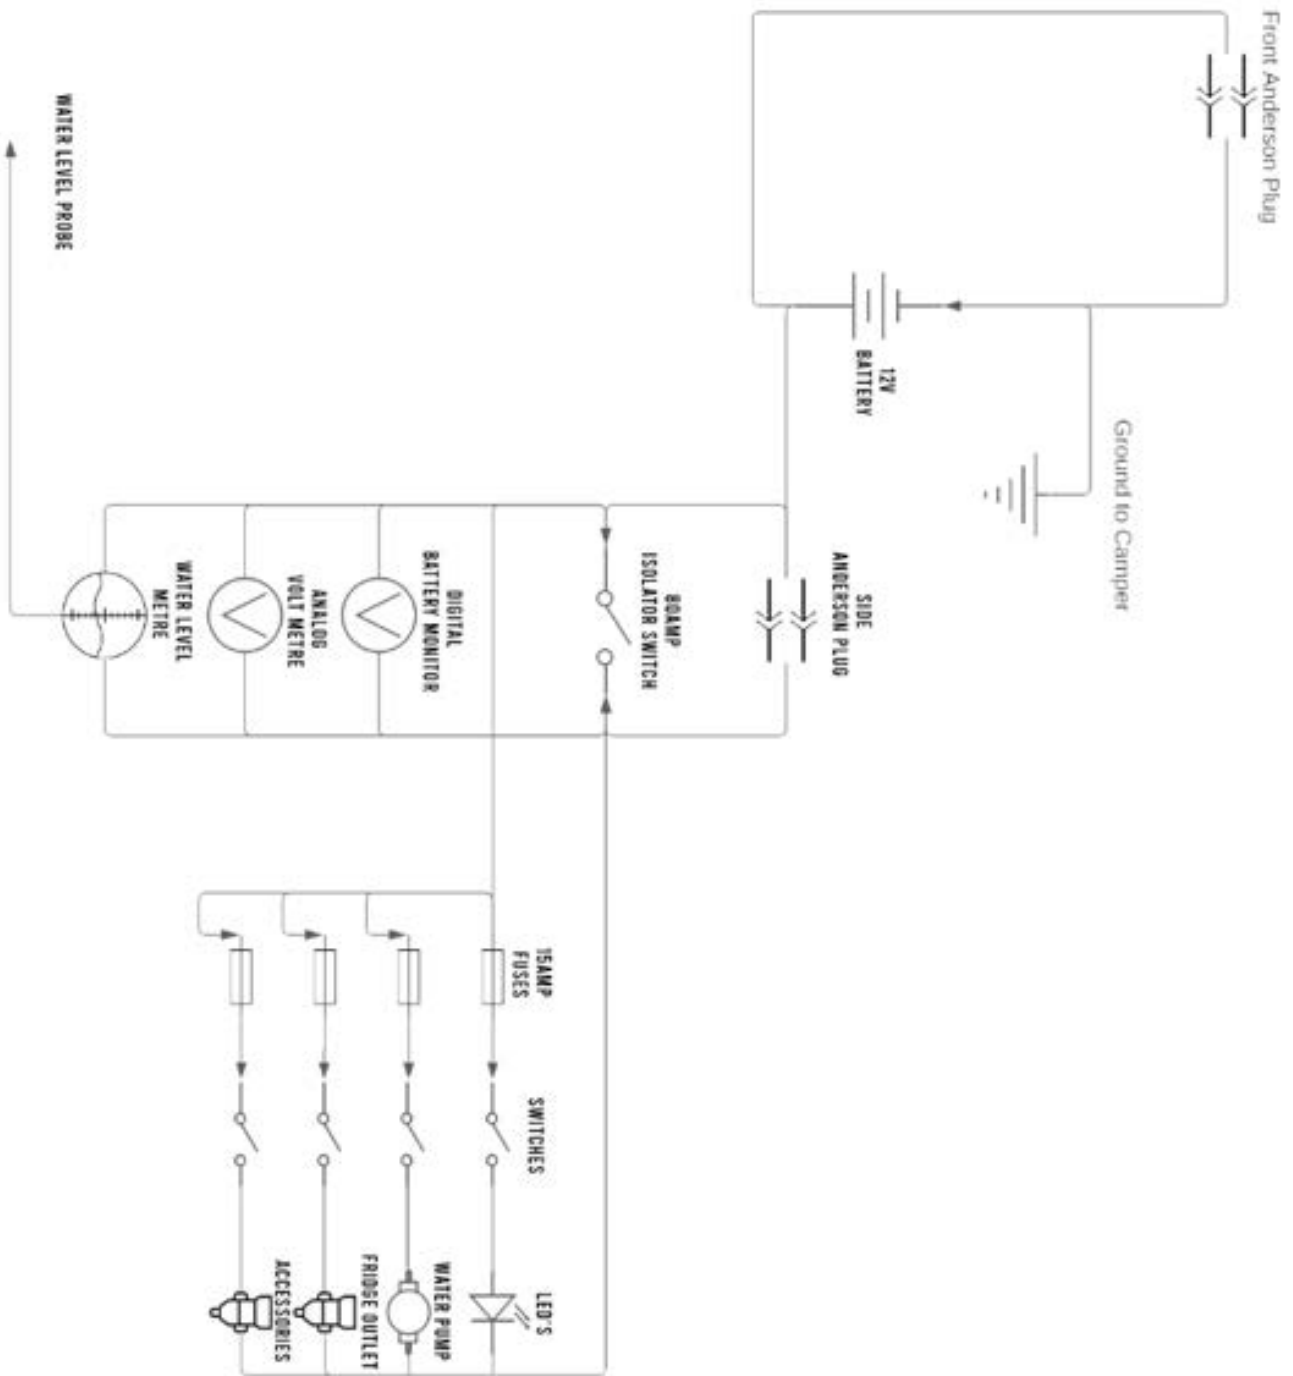 Front Anderson Plug
Ground to Camper
12V
BATTERY
SIDE
ANDERSON PLUG
80AMP
ISOLATOR SWITCH
DIGITAL
BATTERY MONITOR
ANALOG
VOLT METRE
WATER LEVEL
METRE
WATER LEVEL PROBE
15AMP
FUSES
SWITCHES
LED'S
WATER PUMP
FRIDGE OUTLET
ACCESSORIES